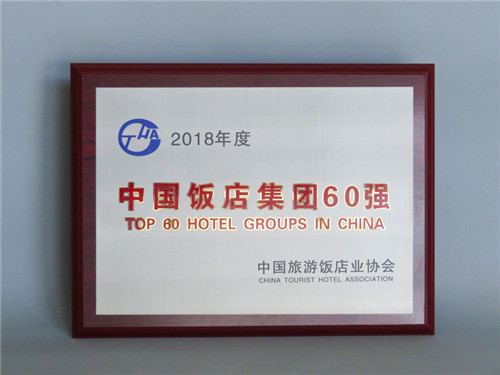 CTHA
2018年度
中国饭店集团60强
TOP 60 HOTEL GROUPS IN CHINA
中国旅游饭店业协会
CHINA TOURIST HOTEL ASSOCIATION